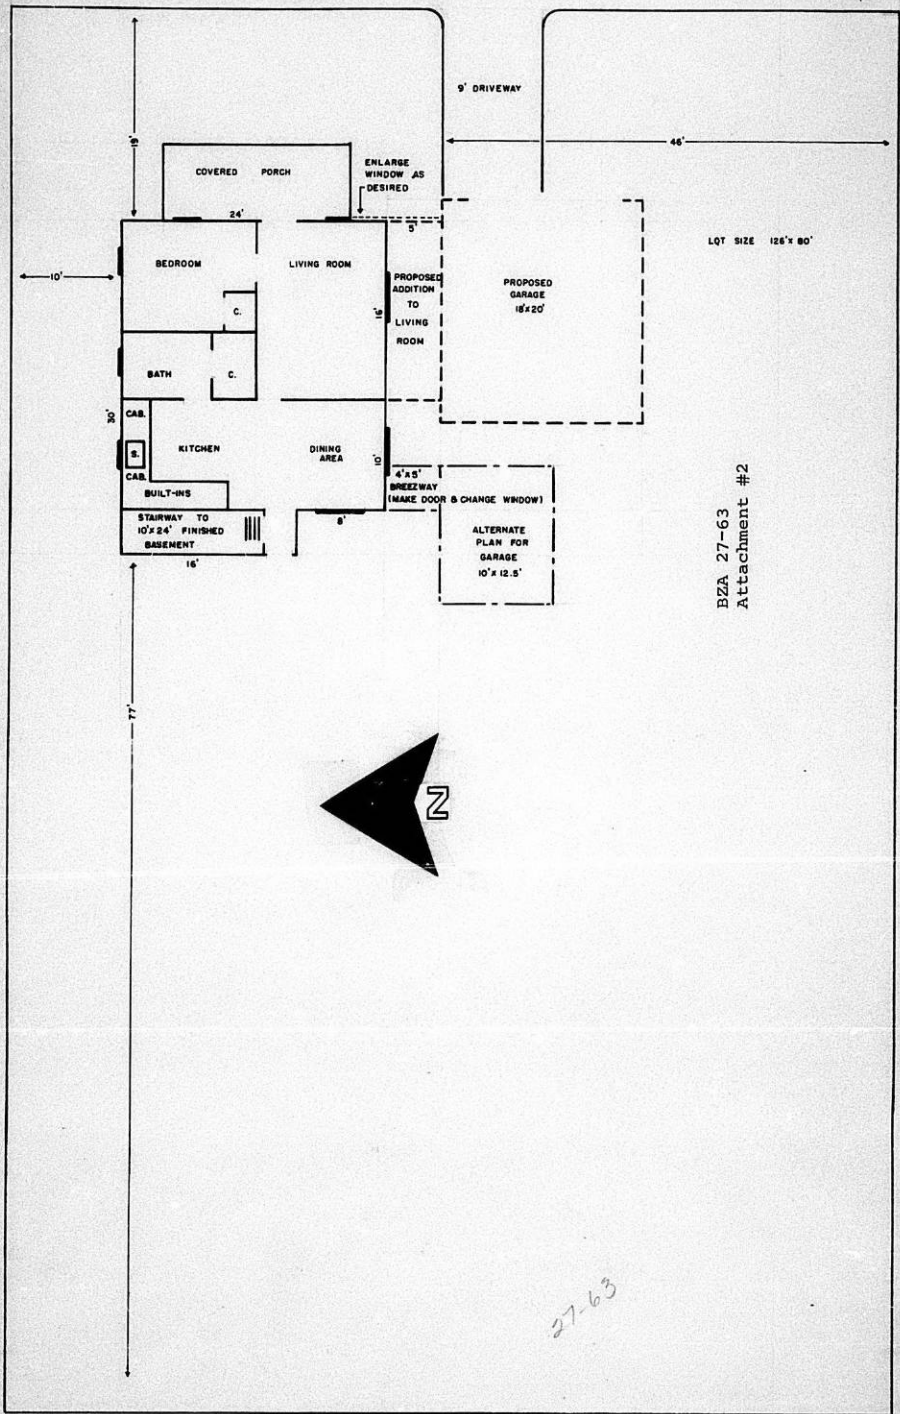 9' DRIVEWAY
19'
46'
COVERED PORCH
ENLARGE
WINDOW AS
DESIRED
24'
5'
LOT SIZE 126' x 80'
10'
BEDROOM
LIVING ROOM
C.
16'
PROPOSED
ADDITION
TO
LIVING
ROOM
PROPOSED
GARAGE
18'x20'
BATH
C.
30'
CAB.
S.
CAB.
KITCHEN
DINING
AREA
10'
BUILT-INS
4'x5'
BREEZWAY
(MAKE DOOR & CHANGE WINDOW)
STAIRWAY TO
10'x 24' FINISHED
BASEMENT
8'
16'
ALTERNATE
PLAN FOR
GARAGE
10'x 12.5'
BZA 27-63
Attachment #2
77'
N
27-63